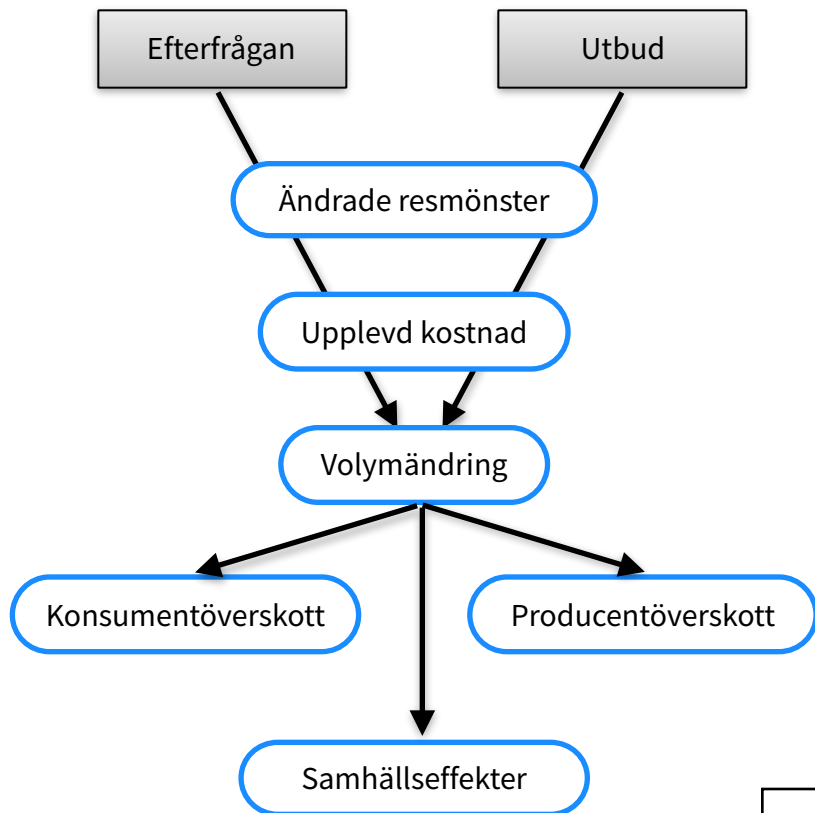 Efterfrågan
Utbud
Ändrade resmönster
Upplevd kostnad
Volymändring
Konsumentöverskott
Producentöverskott
Samhällseffekter